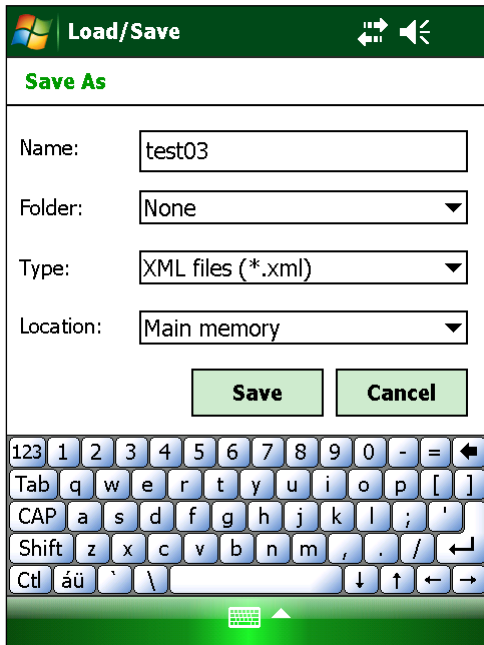 Load/Save
Save As
Name: test03
Folder: None
Type: XML files (*.xml)
Location: Main memory
Save Cancel
123 1 2 3 4 5 6 7 8 9 0 - = 🡸
Tab q w e r t y u i o p [ ]
CAP a s d f g h j k l ; '
Shift z x c v b n m , . / ↵
Ctl áü ` \ ↓ ↑ ← →